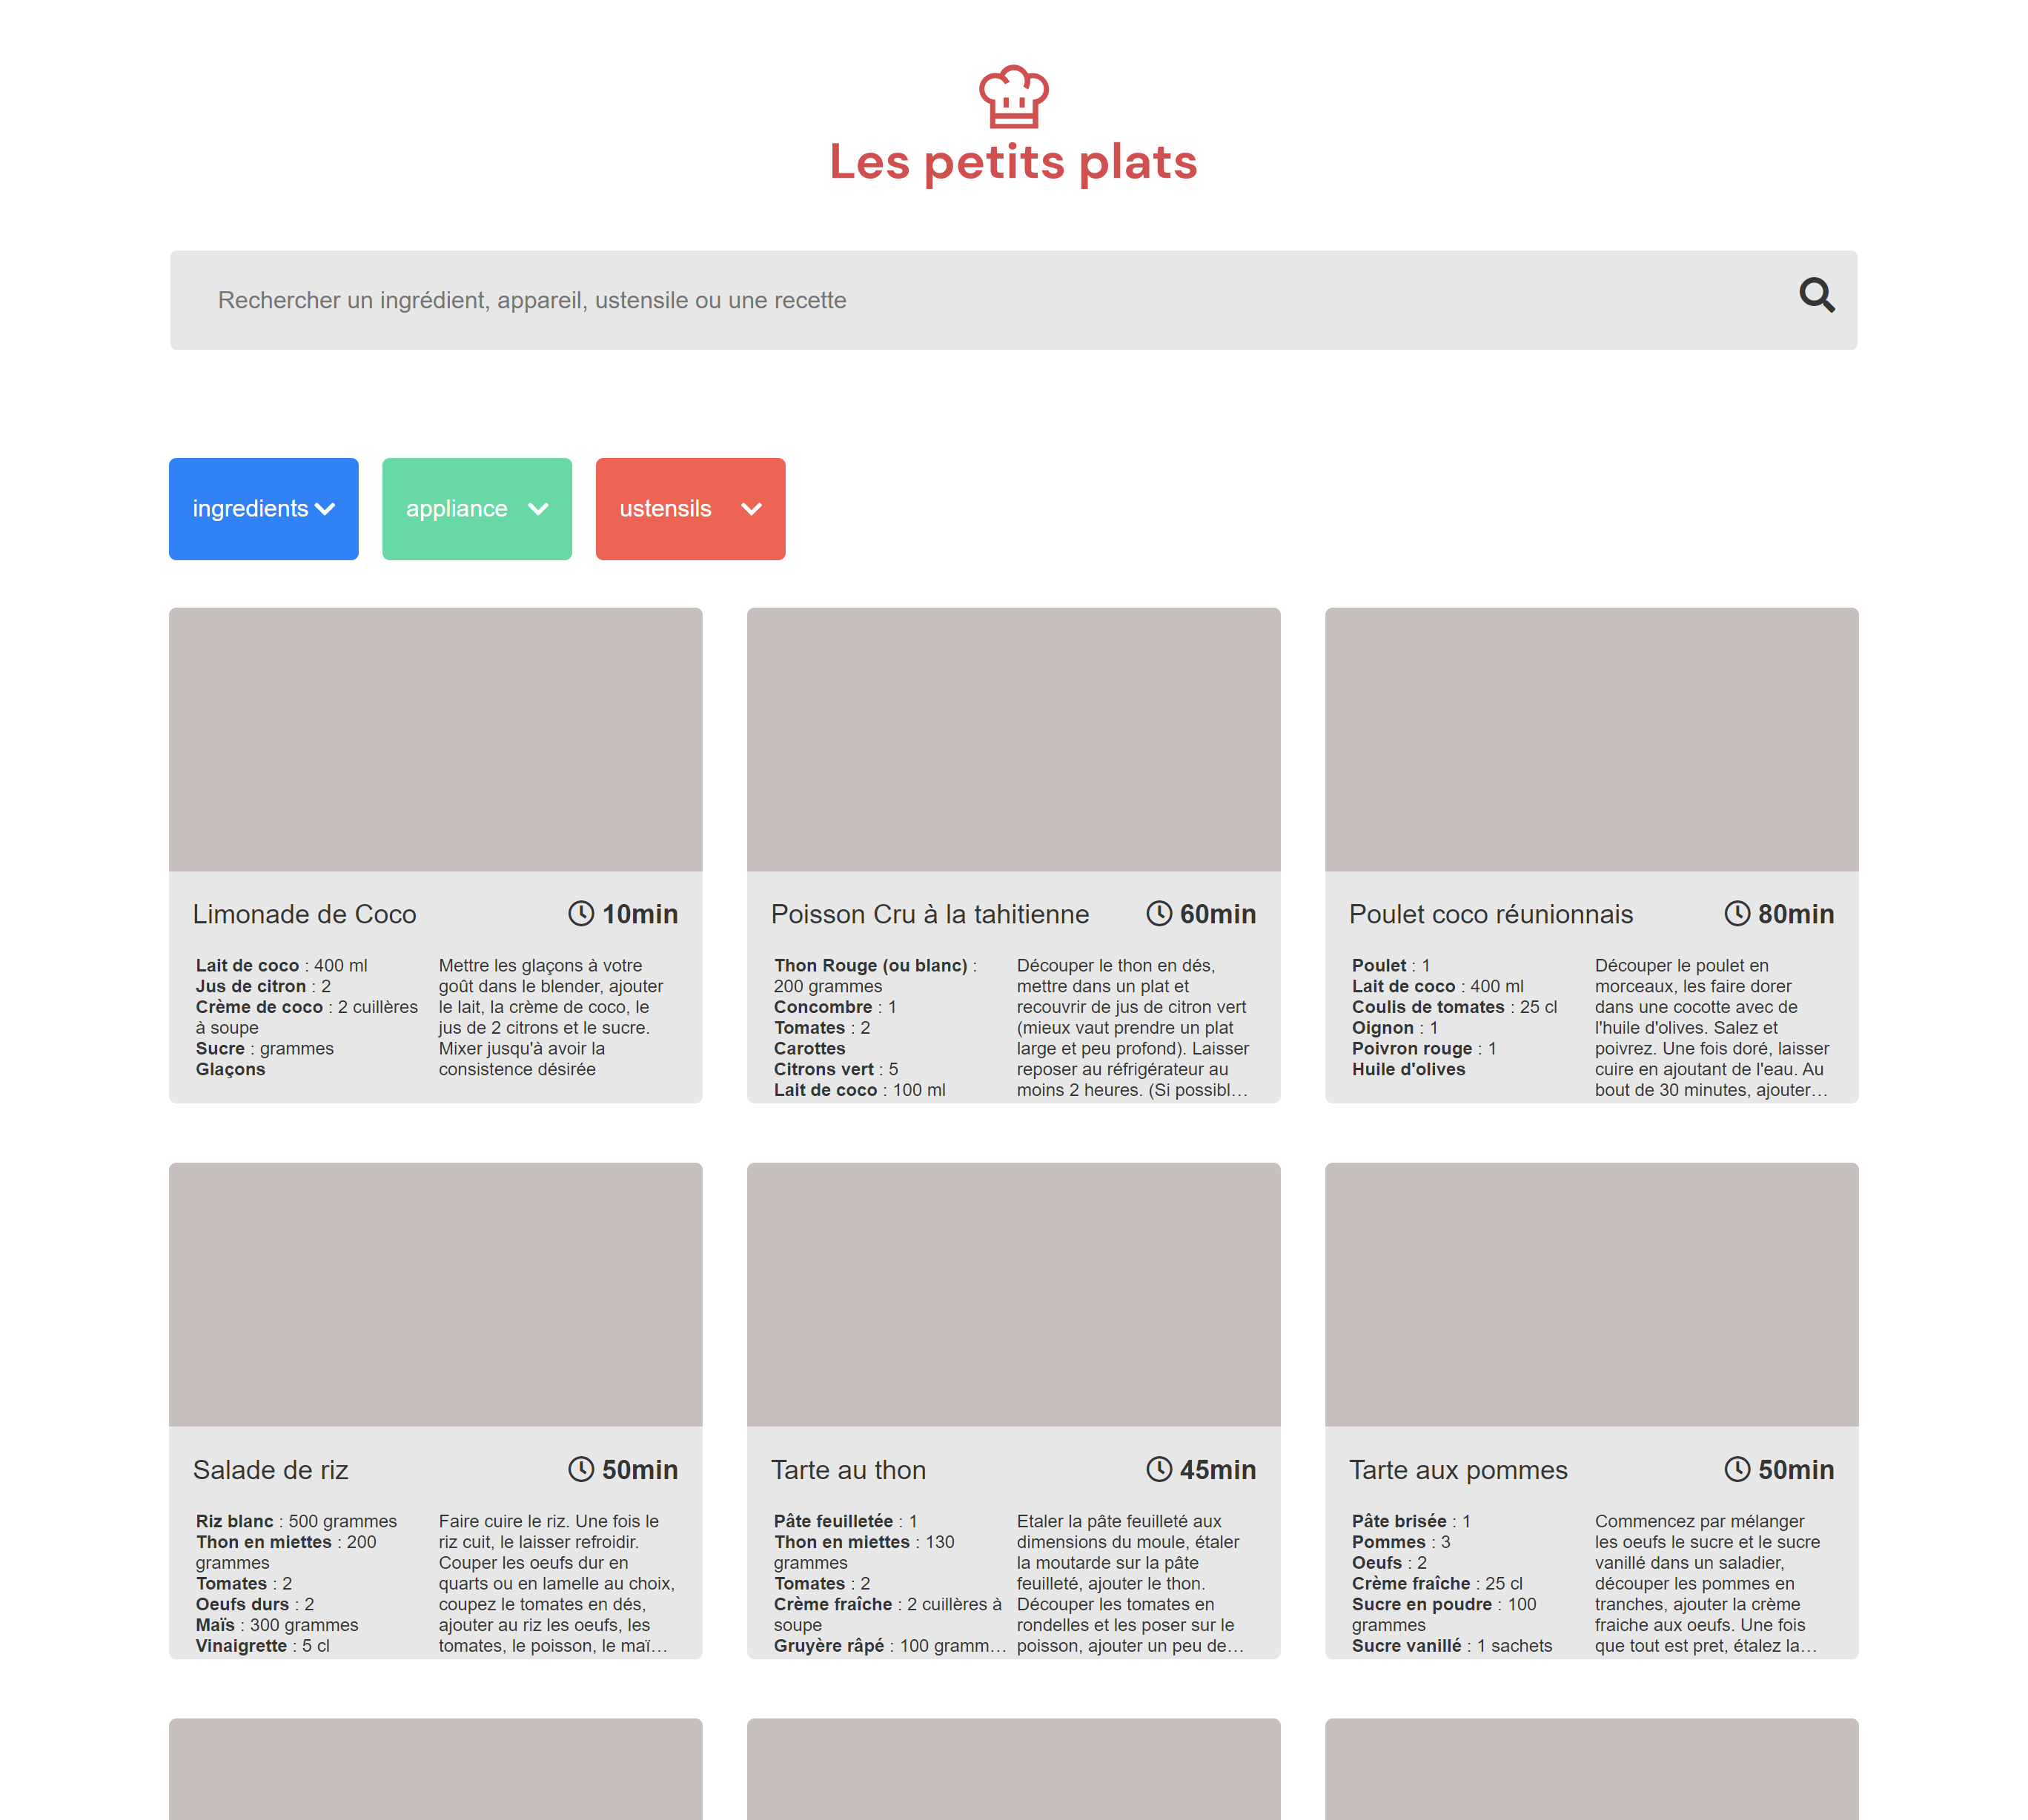 Les petits plats
Rechercher un ingrédient, appareil, ustensile ou une recette
ingredients
appliance
ustensils
Limonade de Coco
10min
Lait de coco : 400 ml
Jus de citron : 2
Crème de coco : 2 cuillères
à soupe
Sucre : grammes
Glaçons
Mettre les glaçons à votre
goût dans le blender, ajouter
le lait, la crème de coco, le
jus de 2 citrons et le sucre.
Mixer jusqu'à avoir la
consistence désirée
Poisson Cru à la tahitienne
60min
Thon Rouge (ou blanc) :
200 grammes
Concombre : 1
Tomates : 2
Carottes
Citrons vert : 5
Lait de coco : 100 ml
Découper le thon en dés,
mettre dans un plat et
recouvrir de jus de citron vert
(mieux vaut prendre un plat
large et peu profond). Laisser
reposer au réfrigérateur au
moins 2 heures. (Si possibl…
Poulet coco réunionnais
80min
Poulet : 1
Lait de coco : 400 ml
Coulis de tomates : 25 cl
Oignon : 1
Poivron rouge : 1
Huile d'olives
Découper le poulet en
morceaux, les faire dorer
dans une cocotte avec de
l'huile d'olives. Salez et
poivrez. Une fois doré, laisser
cuire en ajoutant de l'eau. Au
bout de 30 minutes, ajouter…
Salade de riz
50min
Riz blanc : 500 grammes
Thon en miettes : 200
grammes
Tomates : 2
Oeufs durs : 2
Maïs : 300 grammes
Vinaigrette : 5 cl
Faire cuire le riz. Une fois le
riz cuit, le laisser refroidir.
Couper les oeufs dur en
quarts ou en lamelle au choix,
coupez le tomates en dés,
ajouter au riz les oeufs, les
tomates, le poisson, le maï…
Tarte au thon
45min
Pâte feuilletée : 1
Thon en miettes : 130
grammes
Tomates : 2
Crème fraîche : 2 cuillères à
soupe
Gruyère râpé : 100 gramm…
Etaler la pâte feuilleté aux
dimensions du moule, étaler
la moutarde sur la pâte
feuilleté, ajouter le thon.
Découper les tomates en
rondelles et les poser sur le
poisson, ajouter un peu de…
Tarte aux pommes
50min
Pâte brisée : 1
Pommes : 3
Oeufs : 2
Crème fraîche : 25 cl
Sucre en poudre : 100
grammes
Sucre vanillé : 1 sachets
Commencez par mélanger
les oeufs le sucre et le sucre
vanillé dans un saladier,
découper les pommes en
tranches, ajouter la crème
fraiche aux oeufs. Une fois
que tout est pret, étalez la…